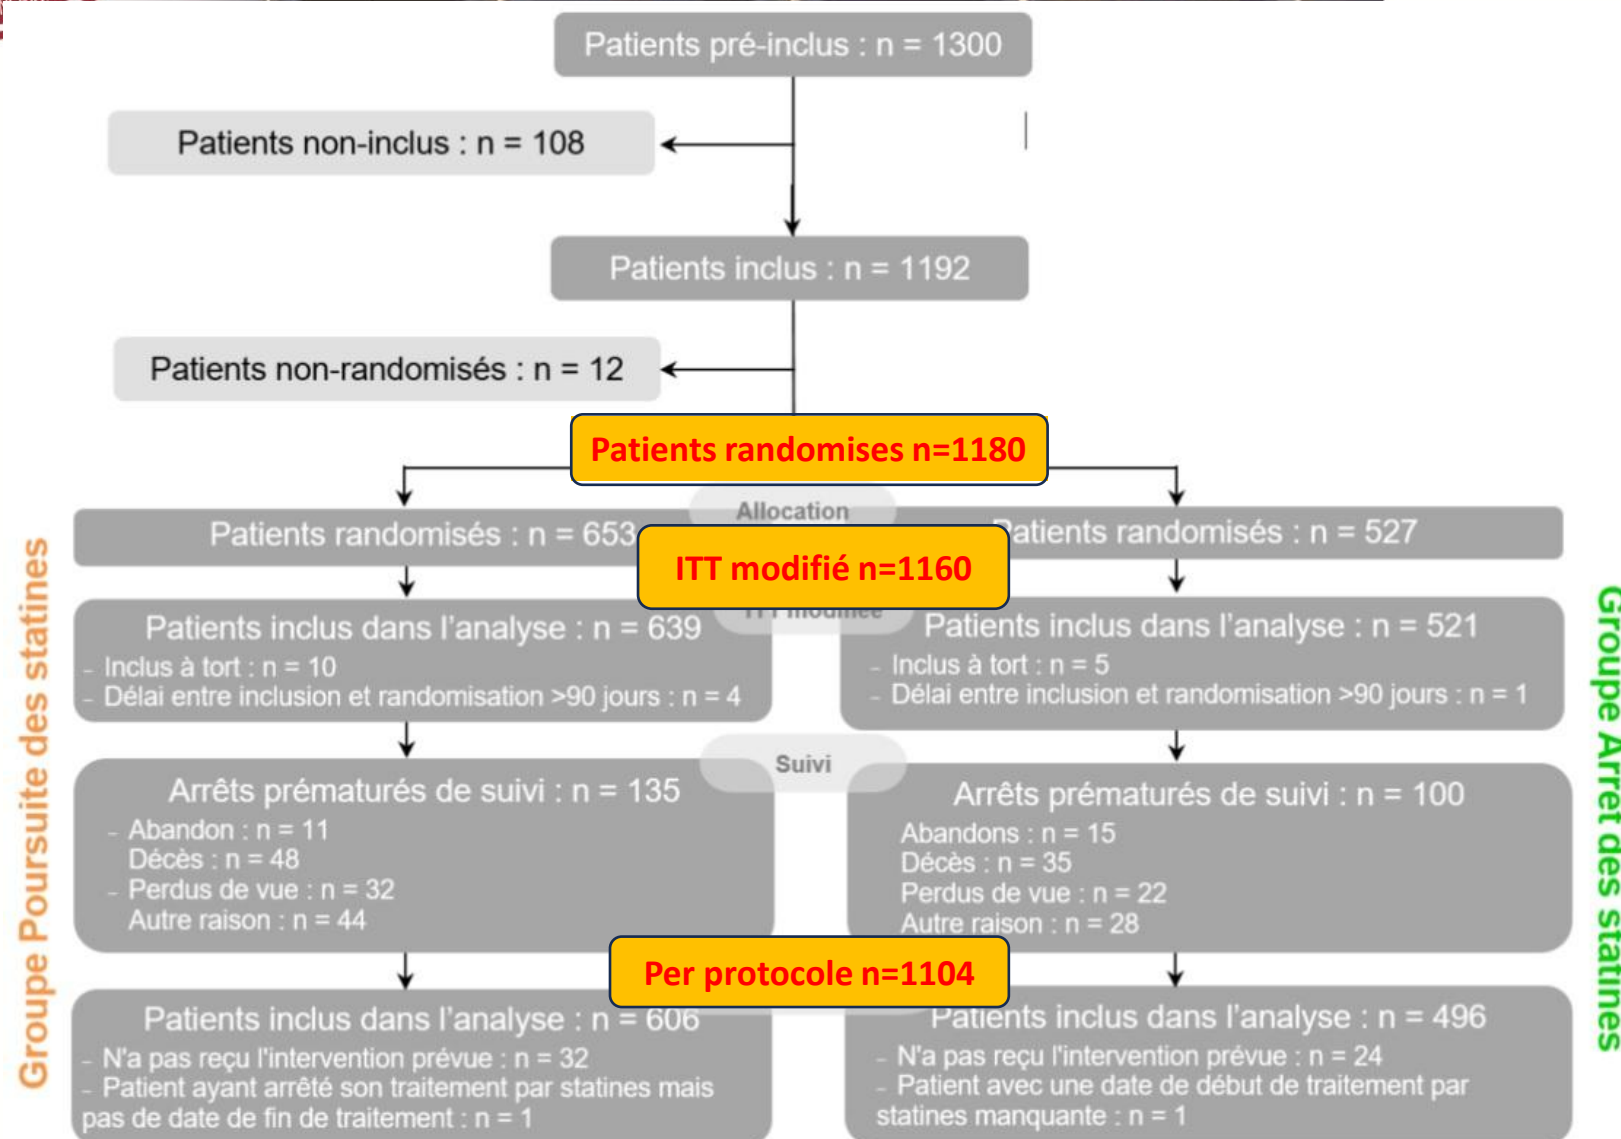 Patients pré-inclus : n = 1300
Patients non-inclus : n = 108
Patients inclus : n = 1192
Patients non-randomisés : n = 12
Patients randomises n=1180
Allocation
Patients randomisés : n = 653
Patients randomisés : n = 527
ITT modifié n=1160
ITT modifiée
Patients inclus dans l'analyse : n = 639
- Inclus à tort : n = 10
- Délai entre inclusion et randomisation >90 jours : n = 4
Patients inclus dans l'analyse : n = 521
- Inclus à tort : n = 5
- Délai entre inclusion et randomisation >90 jours : n = 1
Suivi
Arrêts prématurés de suivi : n = 135
- Abandon : n = 11
Décès : n = 48
- Perdus de vue : n = 32
Autre raison : n = 44
Arrêts prématurés de suivi : n = 100
Abandons : n = 15
Décès : n = 35
Perdus de vue : n = 22
Autre raison : n = 28
Per protocole n=1104
Patients inclus dans l'analyse : n = 606
- N'a pas reçu l'intervention prévue : n = 32
- Patient ayant arrêté son traitement par statines mais
pas de date de fin de traitement : n = 1
Patients inclus dans l'analyse : n = 496
- N'a pas reçu l'intervention prévue : n = 24
- Patient avec une date de début de traitement par
statines manquante : n = 1
Groupe Poursuite des statines
Groupe Arret des statines